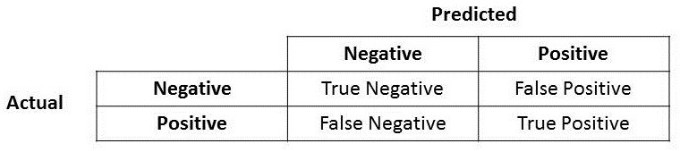 Predicted
Negative Positive
Actual
Negative True Negative False Positive
Positive False Negative True Positive